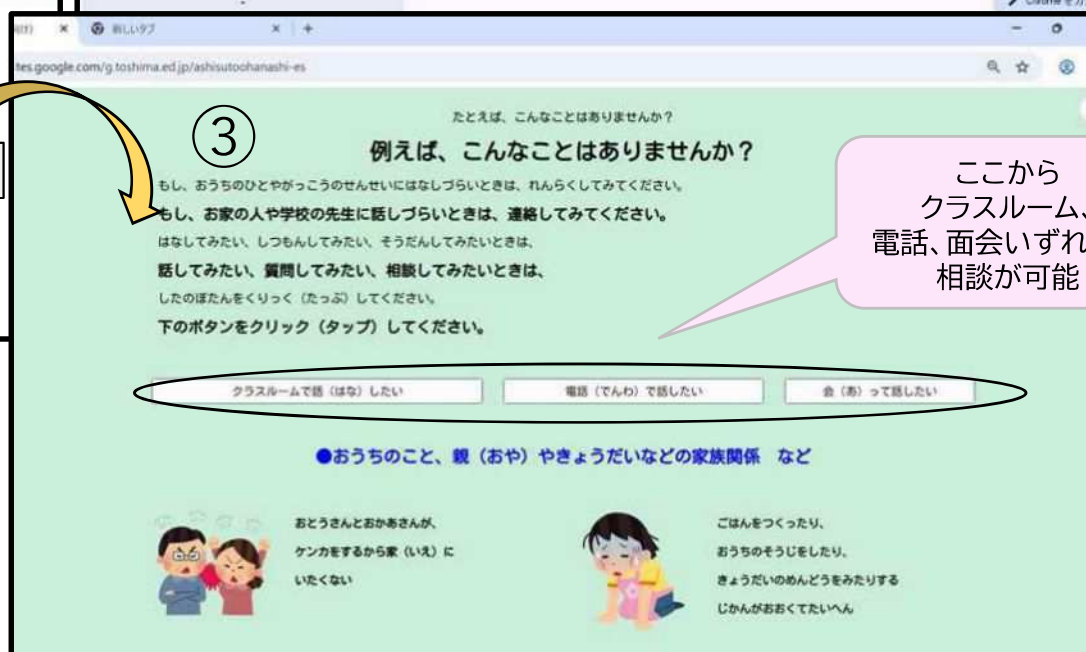 新しいタブ
tes.google.com/g.toshima.ed.jp/ashisutoohanashi-es
③
たとえば、こんなことはありませんか？
例えば、こんなことはありませんか？
もし、おうちのひとやがっこうのせんせいにはなしづらいときは、れんらくしてみてください。
もし、お家の人や学校の先生に話しづらいときは、連絡してみてください。
はなしてみたい、しつもんしてみたい、そうだんしてみたいときは、
話してみたい、質問してみたい、相談してみたいときは、
したのぼたんをくりっく（たっぷ）してください。
下のボタンをクリック（タップ）してください。
ここから
クラスルーム、
電話、面会いずれ
相談が可能
クラスルームで話（はな）したい
電話（でんわ）で話したい
会（あ）って話したい
●おうちのこと、親（おや）やきょうだいなどの家族関係　など
おとうさんとおかあさんが、
ケンカをするから家（いえ）に
いたくない
ごはんをつくったり、
おうちのそうじをしたり、
きょうだいのめんどうをみたりする
じかんがおおくてたいへん